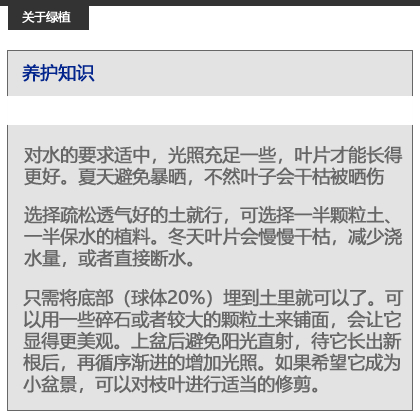 关于绿植
养护知识
对水的要求适中，光照充足一些，叶片才能长得
更好。夏天避免暴晒，不然叶子会干枯被晒伤
选择疏松透气好的土就行，可选择一半颗粒土、
一半保水的植料。冬天叶片会慢慢干枯，减少浇
水量，或者直接断水。
只需将底部（球体20%）埋到土里就可以了。可
以用一些碎石或者较大的颗粒土来铺面，会让它
显得更美观。上盆后避免阳光直射，待它长出新
根后，再循序渐进的增加光照。如果希望它成为
小盆景，可以对枝叶进行适当的修剪。